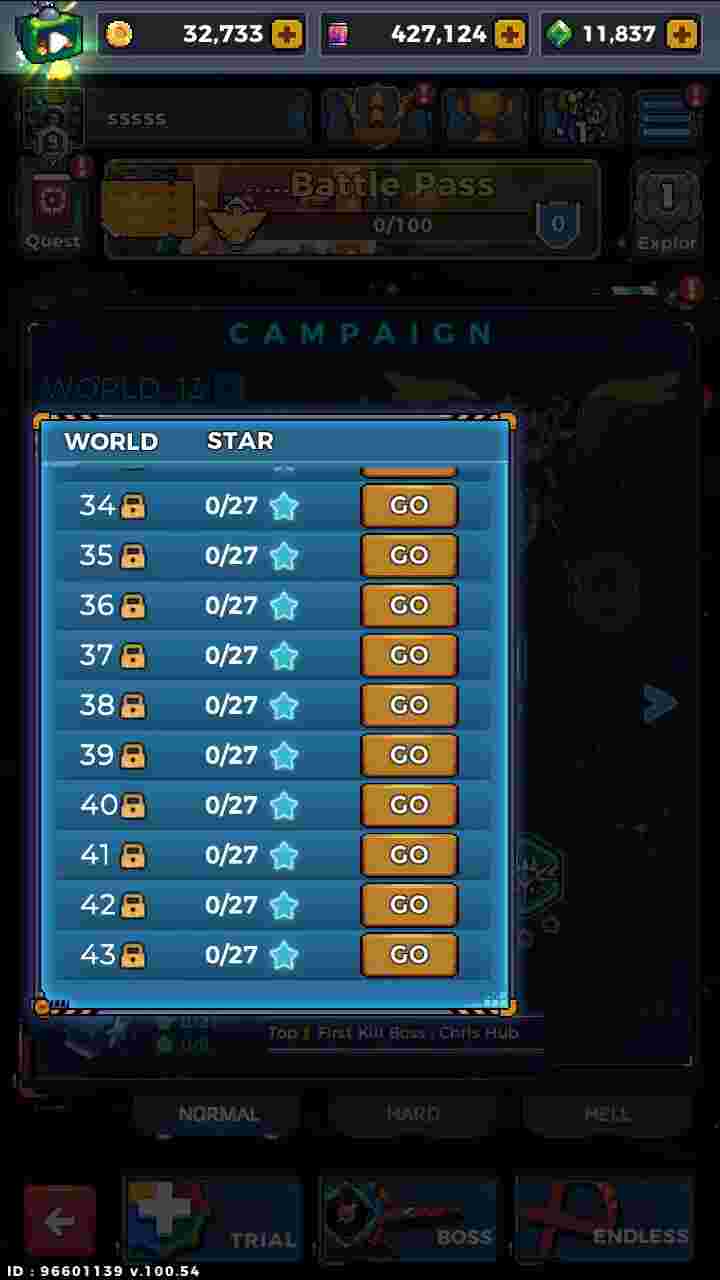 32,733 427,124 11,837
sssss 1
19
Battle Pass 1
0/100 0
Quest Explor
CAMPAIGN
WORLD 13
WORLD STAR
34 0/27 GO
35 0/27 GO
36 0/27 GO
37 0/27 GO
38 0/27 GO
39 0/27 GO
40 0/27 GO
41 0/27 GO
42 0/27 GO
43 0/27 GO
Top 1 First Kill Boss : Chris Hub
NORMAL HARD HELL
TRIAL BOSS ENDLESS
ID : 96601139 v.100.54